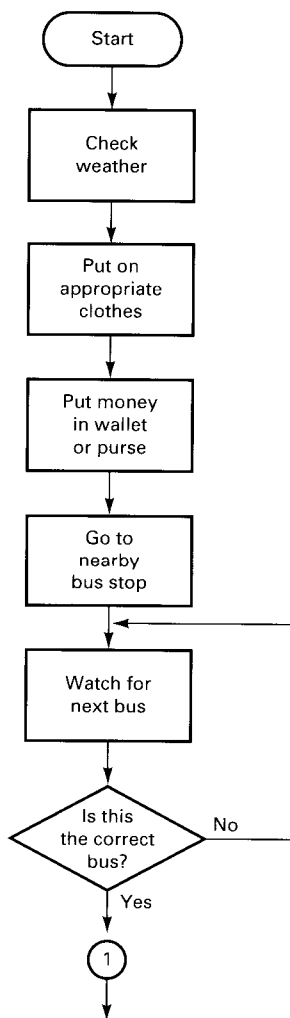 Start
Check
weather
Put on
appropriate
clothes
Put money
in wallet
or purse
Go to
nearby
bus stop
Watch for
next bus
Is this
the correct
bus?
No
Yes
1